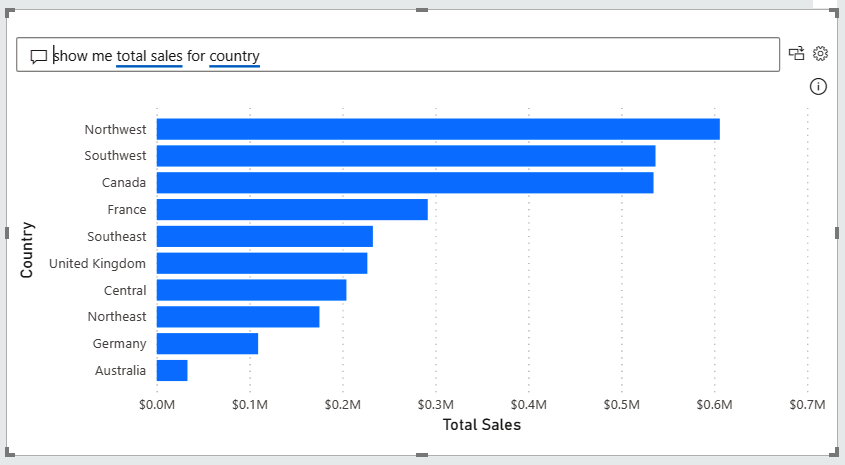 show me total sales for country
Northwest
Southwest
Canada
France
Southeast
United Kingdom
Central
Northeast
Germany
Australia
Country
$0.0M $0.1M $0.2M $0.3M $0.4M $0.5M $0.6M $0.7M
Total Sales